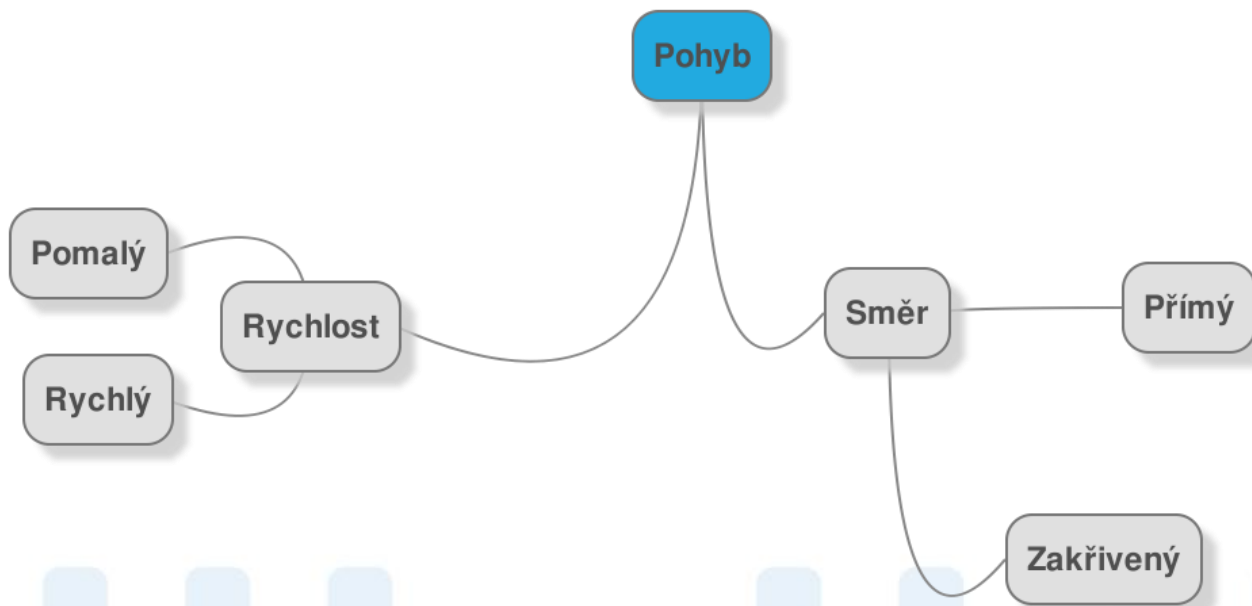 Pohyb
Pomalý
Rychlost
Rychlý
Směr
Přímý
Zakřivený